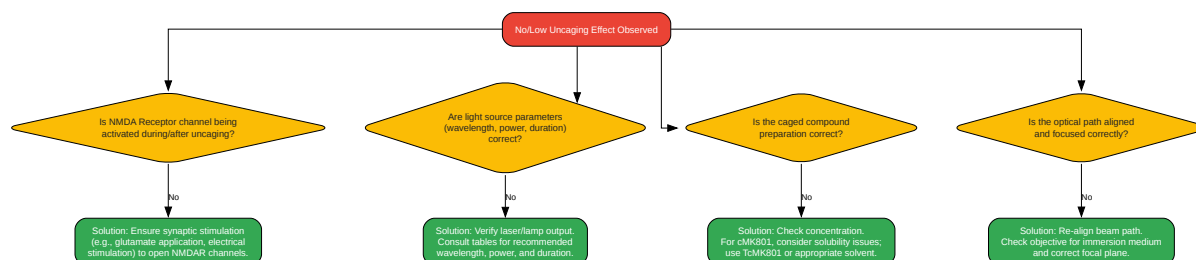 No/Low Uncaging Effect Observed
Is NMDA Receptor channel being
activated during/after uncaging?
Are light source parameters
(wavelength, power, duration)
correct?
Is the caged compound
preparation correct?
Is the optical path aligned
and focused correctly?
No
No
No
No
Solution: Ensure synaptic stimulation
(e.g., glutamate application, electrical
stimulation) to open NMDAR channels.
Solution: Verify laser/lamp output.
Consult tables for recommended
wavelength, power, and duration.
Solution: Check concentration.
For cMK801, consider solubility issues;
use TcMK801 or appropriate solvent.
Solution: Re-align beam path.
Check objective for immersion medium
and correct focal plane.